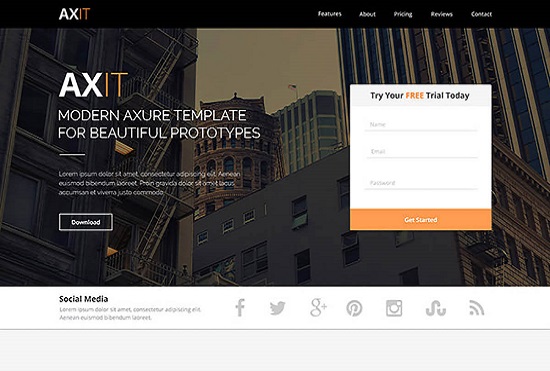 AXIT
Features About Pricing Reviews Contact
AXIT
MODERN AXURE TEMPLATE
FOR BEAUTIFUL PROTOTYPES
Lorem ipsum dolor sit amet, consectetur adipiscing elit. Aenean
euismod bibendum laoreet. Proin gravida dolor sit amet lacus
accumsan et viverra justo commodo.
Download
Try Your FREE Trial Today
Name
Email
Password
Get Started
Social Media
Lorem ipsum dolor sit amet, consectetur adipiscing elit.
Aenean euismod bibendum laoreet.